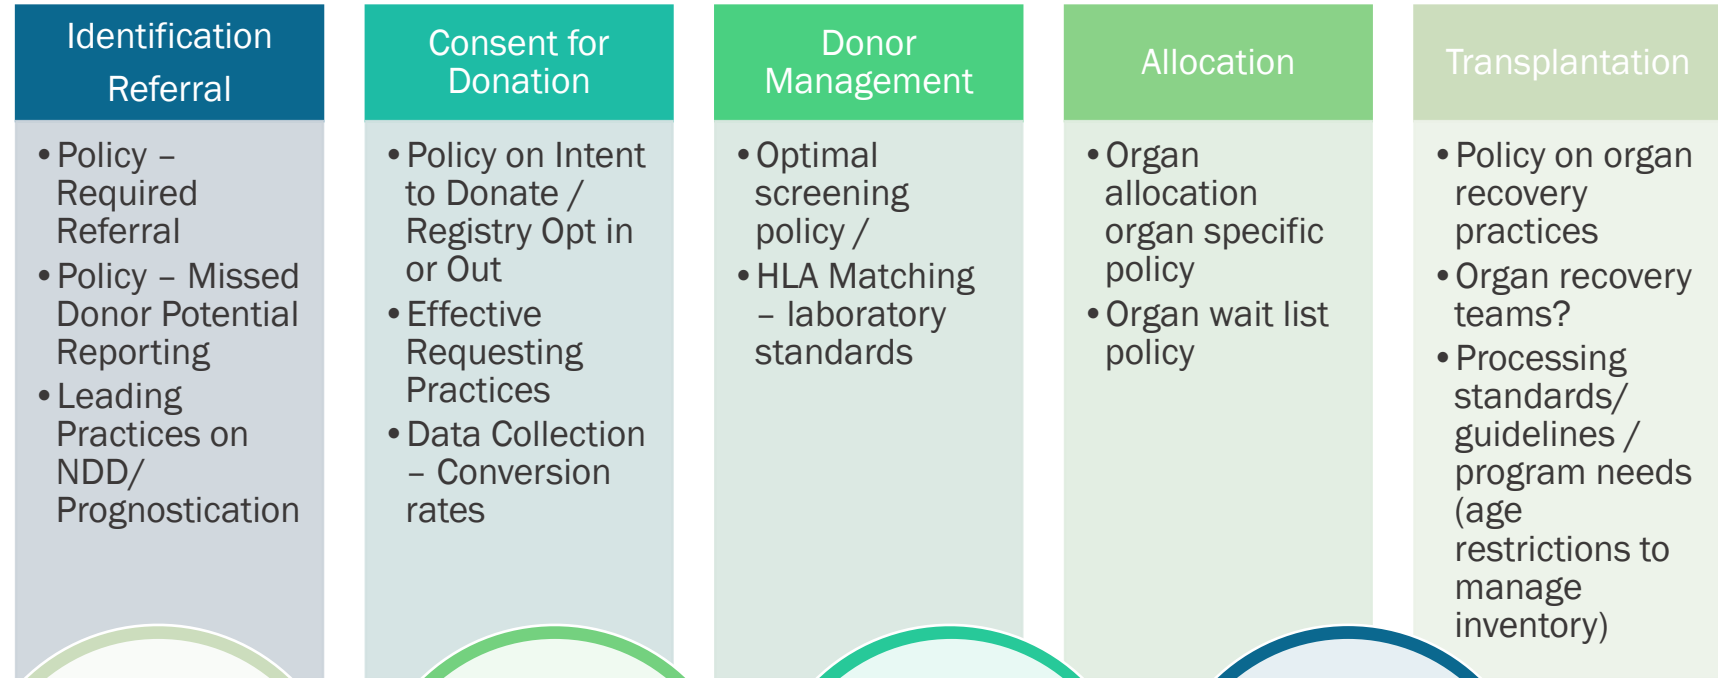 Identification
Referral
• Policy –
Required
Referral
• Policy – Missed
Donor Potential
Reporting
• Leading
Practices on
NDD/
Prognostication
Consent for
Donation
• Policy on Intent
to Donate /
Registry Opt in
or Out
• Effective
Requesting
Practices
• Data Collection
– Conversion
rates
Donor
Management
• Optimal
screening
policy /
• HLA Matching
– laboratory
standards
Allocation
• Organ
allocation
organ specific
policy
• Organ wait list
policy
Transplantation
• Policy on organ
recovery
practices
• Organ recovery
teams?
• Processing
standards/
guidelines /
program needs
(age
restrictions to
manage
inventory)